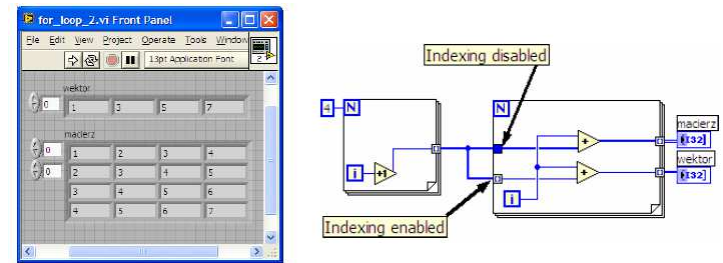 for_loop_2.vi Front Panel
File Edit View Project Operate Tools Window
13pt Application Font
2
wektor
0 1 3 5 7
macierz
0 1 2 3 4
0 2 3 4 5
3 4 5 6
4 5 6 7
Indexing disabled
4 N
i +1
N
i
+
+
macierz
I32]
wektor
I32]
Indexing enabled